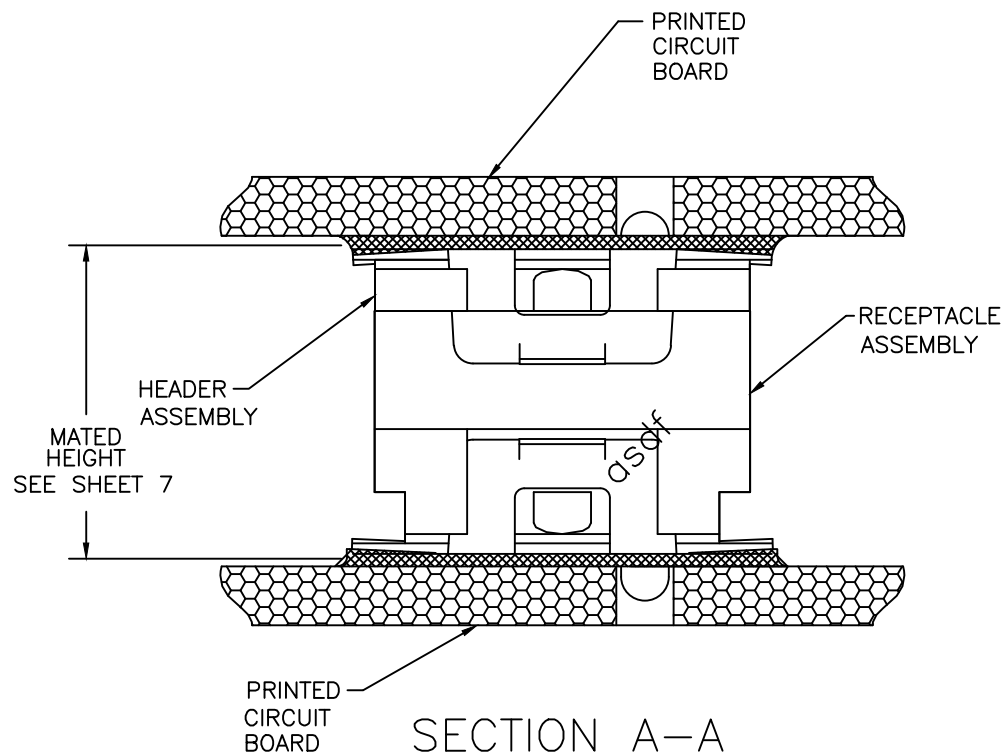 PRINTED
CIRCUIT
BOARD
RECEPTACLE
ASSEMBLY
HEADER
ASSEMBLY
MATED
HEIGHT
SEE SHEET 7
asdf
PRINTED
CIRCUIT
BOARD
SECTION A-A